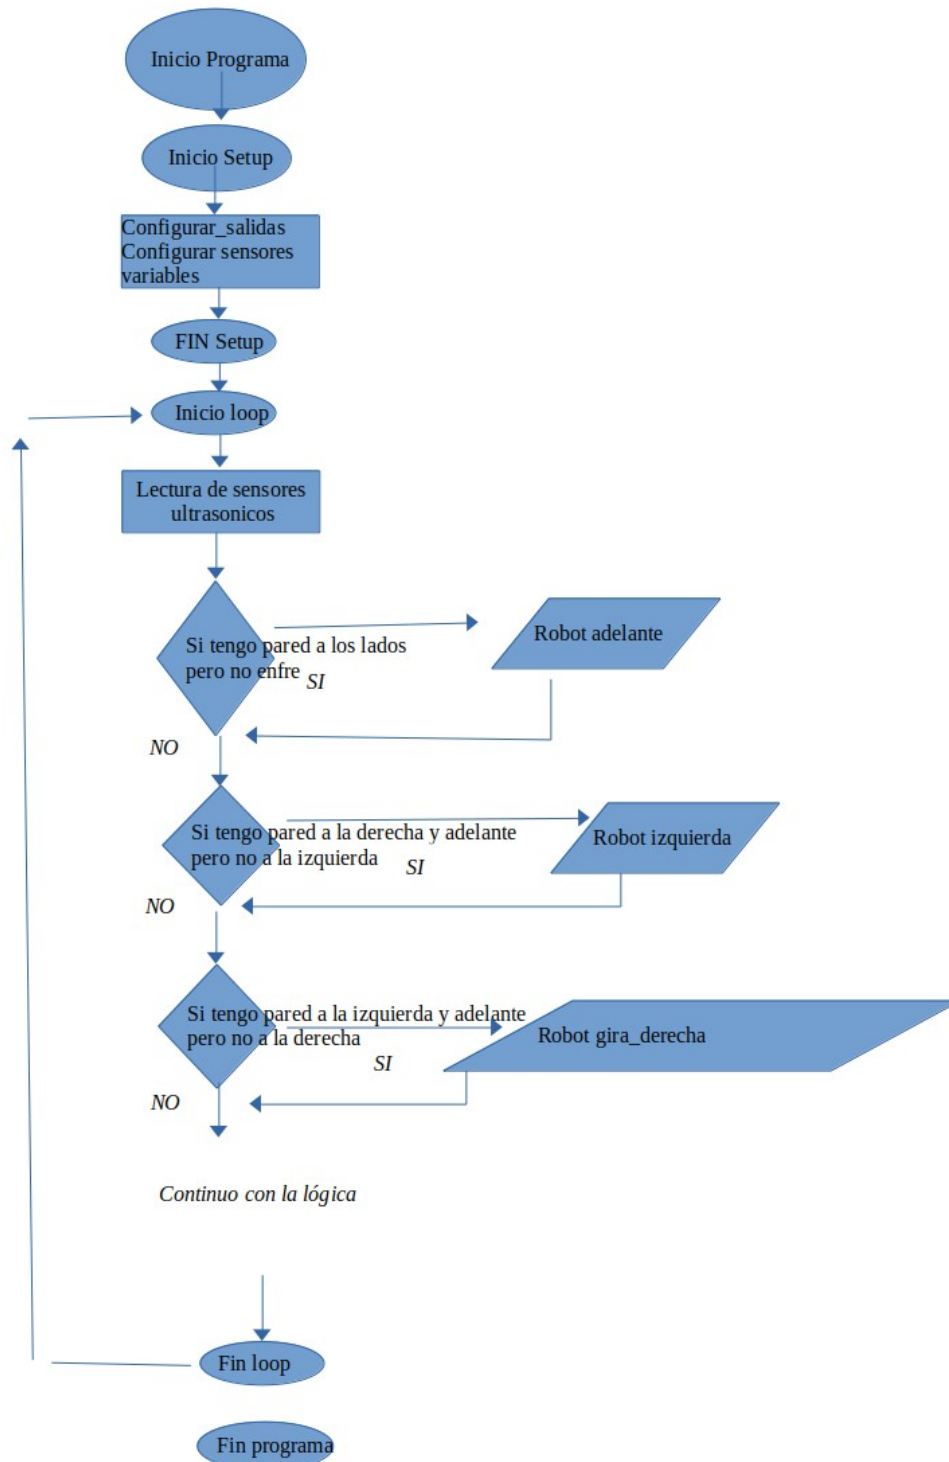 Inicio Programa
Inicio Setup
Configurar_salidas
Configurar sensores
variables
FIN Setup
Inicio loop
Lectura de sensores
ultrasonicos
Si tengo pared a los lados
pero no enfre
SI
Robot adelante
NO
Si tengo pared a la derecha y adelante
pero no a la izquierda
SI
Robot izquierda
NO
Si tengo pared a la izquierda y adelante
pero no a la derecha
SI
Robot gira_derecha
NO
Continuo con la lógica
Fin loop
Fin programa